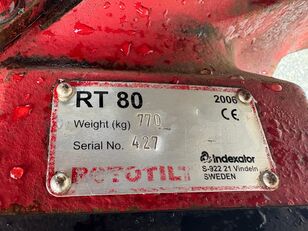 RT 80 2006
Weight (kg) 770 CE
Serial No. 427
ROTOTILT indexator
S-922 21 Vindeln
SWEDEN